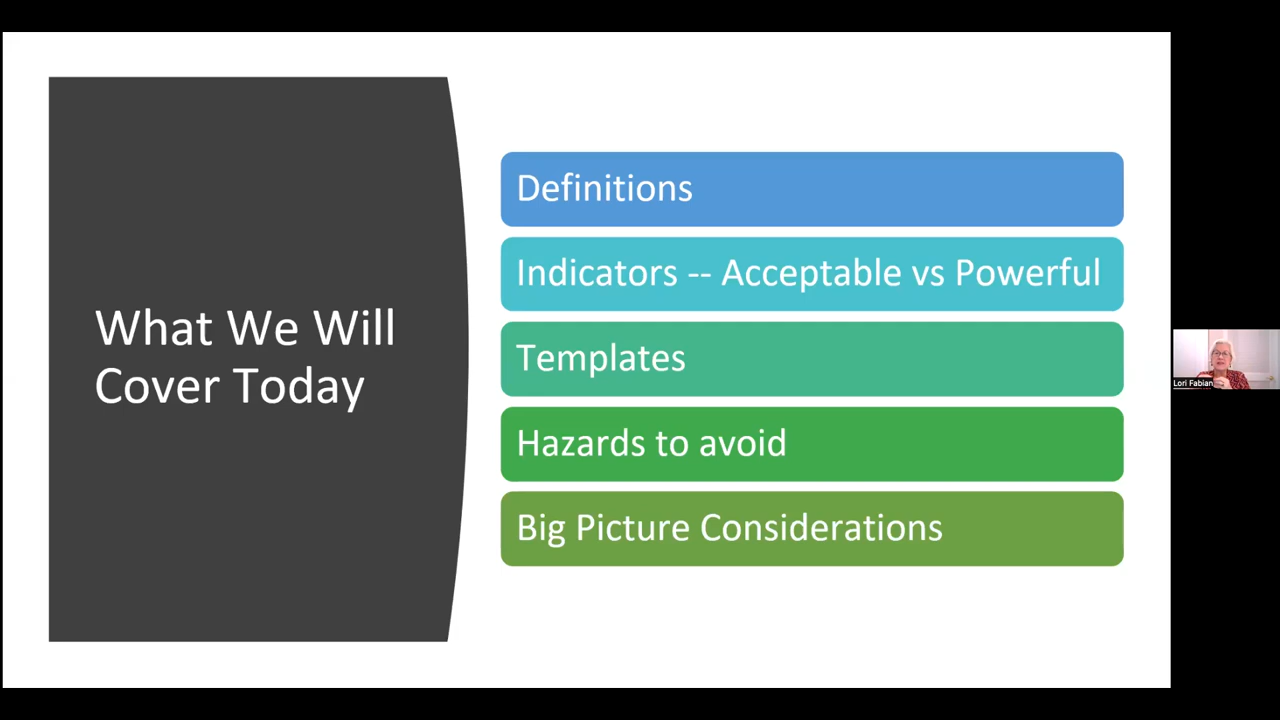 What We Will
Cover Today
Definitions
Indicators -- Acceptable vs Powerful
Templates
Hazards to avoid
Big Picture Considerations
Lori Fabian